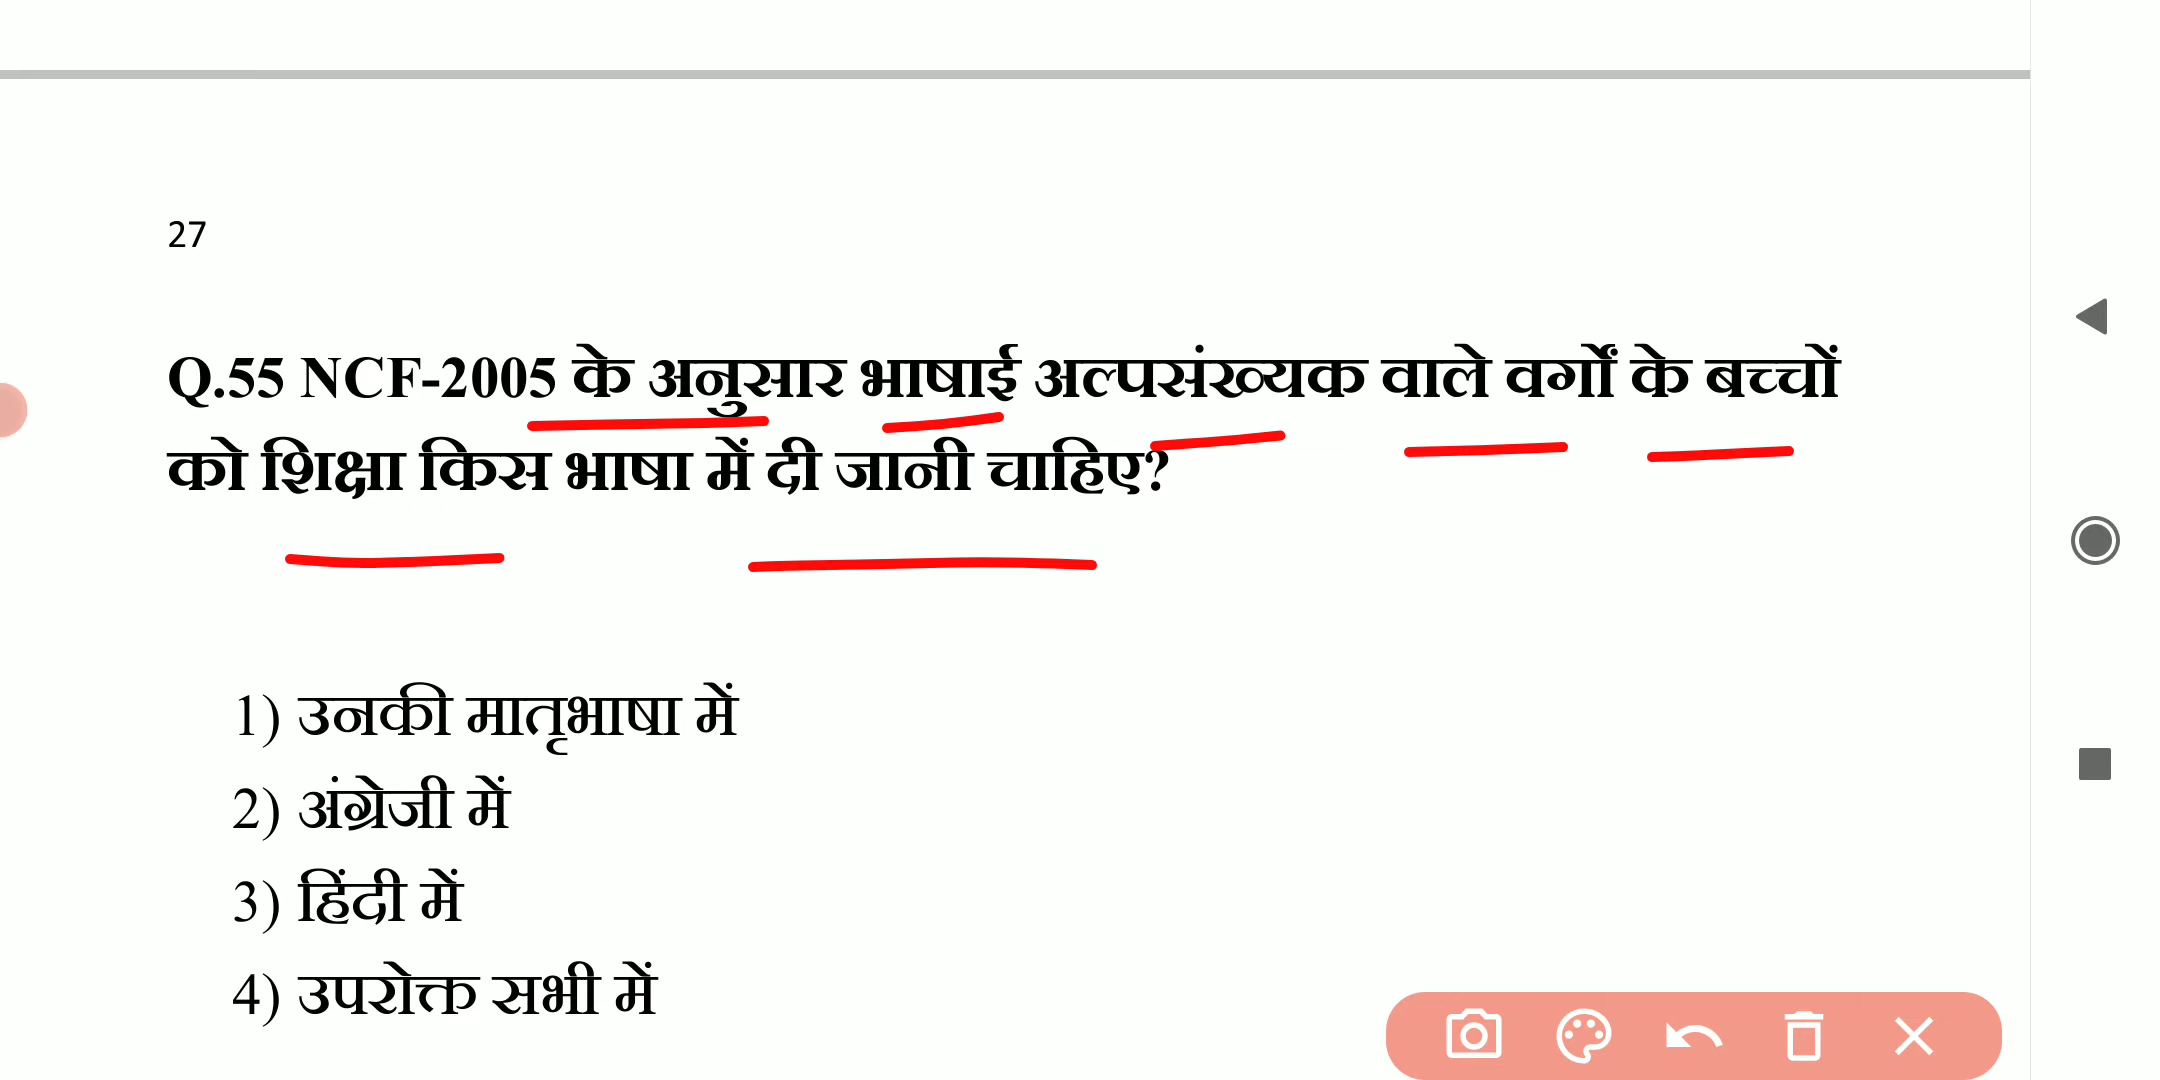 27
Q.55 NCF-2005 के अनुसार भाषाई अल्पसंख्यक वाले वर्गों के बच्चों
को शिक्षा किस भाषा में दी जानी चाहिए?
1) उनकी मातृभाषा में
2) अंग्रेजी में
3) हिंदी में
4) उपरोक्त सभी में